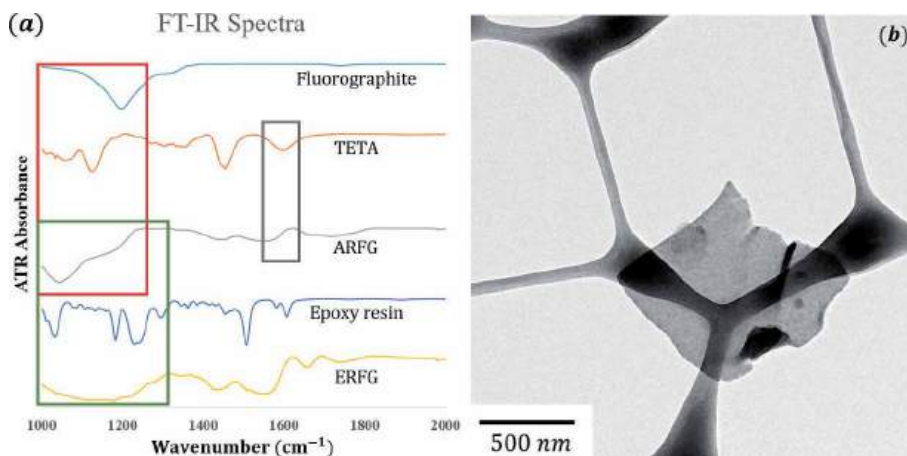 (a)
FT-IR Spectra
Fluorographite
TETA
ARFG
Epoxy resin
ERFG
ATR Absorbance
1000 1200 1400 1600 1800 2000
Wavenumber (cm⁻¹)
(b)
500 nm